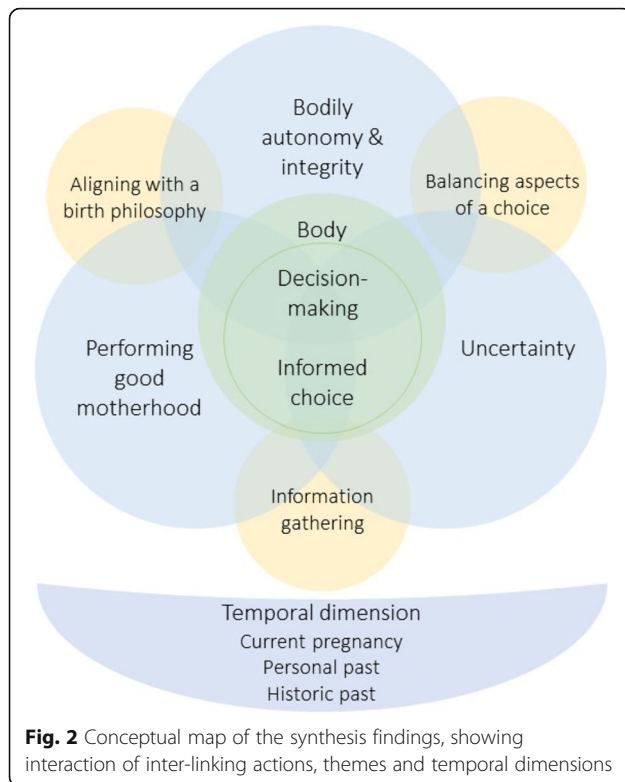 Bodily
autonomy &
integrity
Aligning with a
birth philosophy
Balancing aspects
of a choice
Body
Decision-
making
Performing
good
motherhood
Uncertainty
Informed
choice
Information
gathering
Temporal dimension
Current pregnancy
Personal past
Historic past
Fig. 2 Conceptual map of the synthesis findings, showing
interaction of inter-linking actions, themes and temporal dimensions